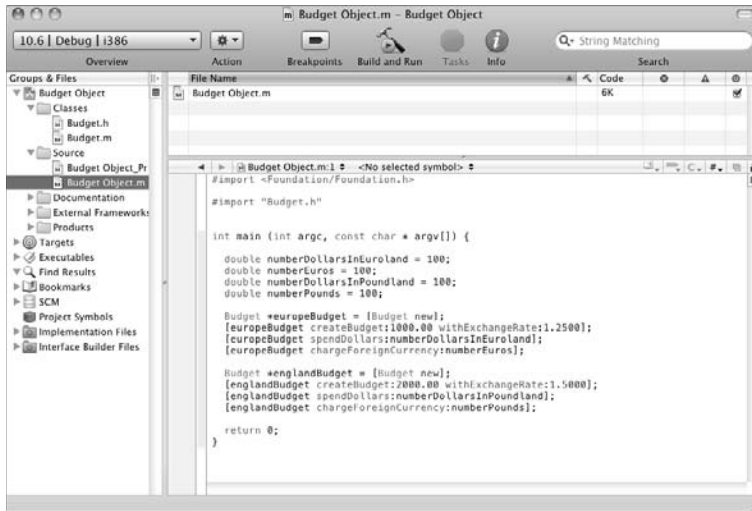 Budget Object.m – Budget Object
10.6 | Debug | i386
String Matching
Overview
Action
Breakpoints
Build and Run
Tasks
Info
Search
Groups & Files
File Name
Code
Budget Object
Budget Object.m
6K
Classes
Budget.h
Budget.m
Source
Budget Object_Pr
Budget Object.m
Documentation
External Frameworks
Products
Targets
Executables
Find Results
Bookmarks
SCM
Project Symbols
Implementation Files
Interface Builder Files
Budget Object.m:1
<No selected symbol>
#import <Foundation/Foundation.h>
#import "Budget.h"
int main (int argc, const char * argv[]) {
double numberDollarsInEuroland = 100;
double numberEuros = 100;
double numberDollarsInPoundland = 100;
double numberPounds = 100;
Budget *europeBudget = [Budget new];
[europeBudget createBudget:1000.00 withExchangeRate:1.2500];
[europeBudget spendDollars:numberDollarsInEuroland];
[europeBudget chargeForeignCurrency:numberEuros];
Budget *englandBudget = [Budget new];
[englandBudget createBudget:2000.00 withExchangeRate:1.5000];
[englandBudget spendDollars:numberDollarsInPoundland];
[englandBudget chargeForeignCurrency:numberPounds];
return 0;
}